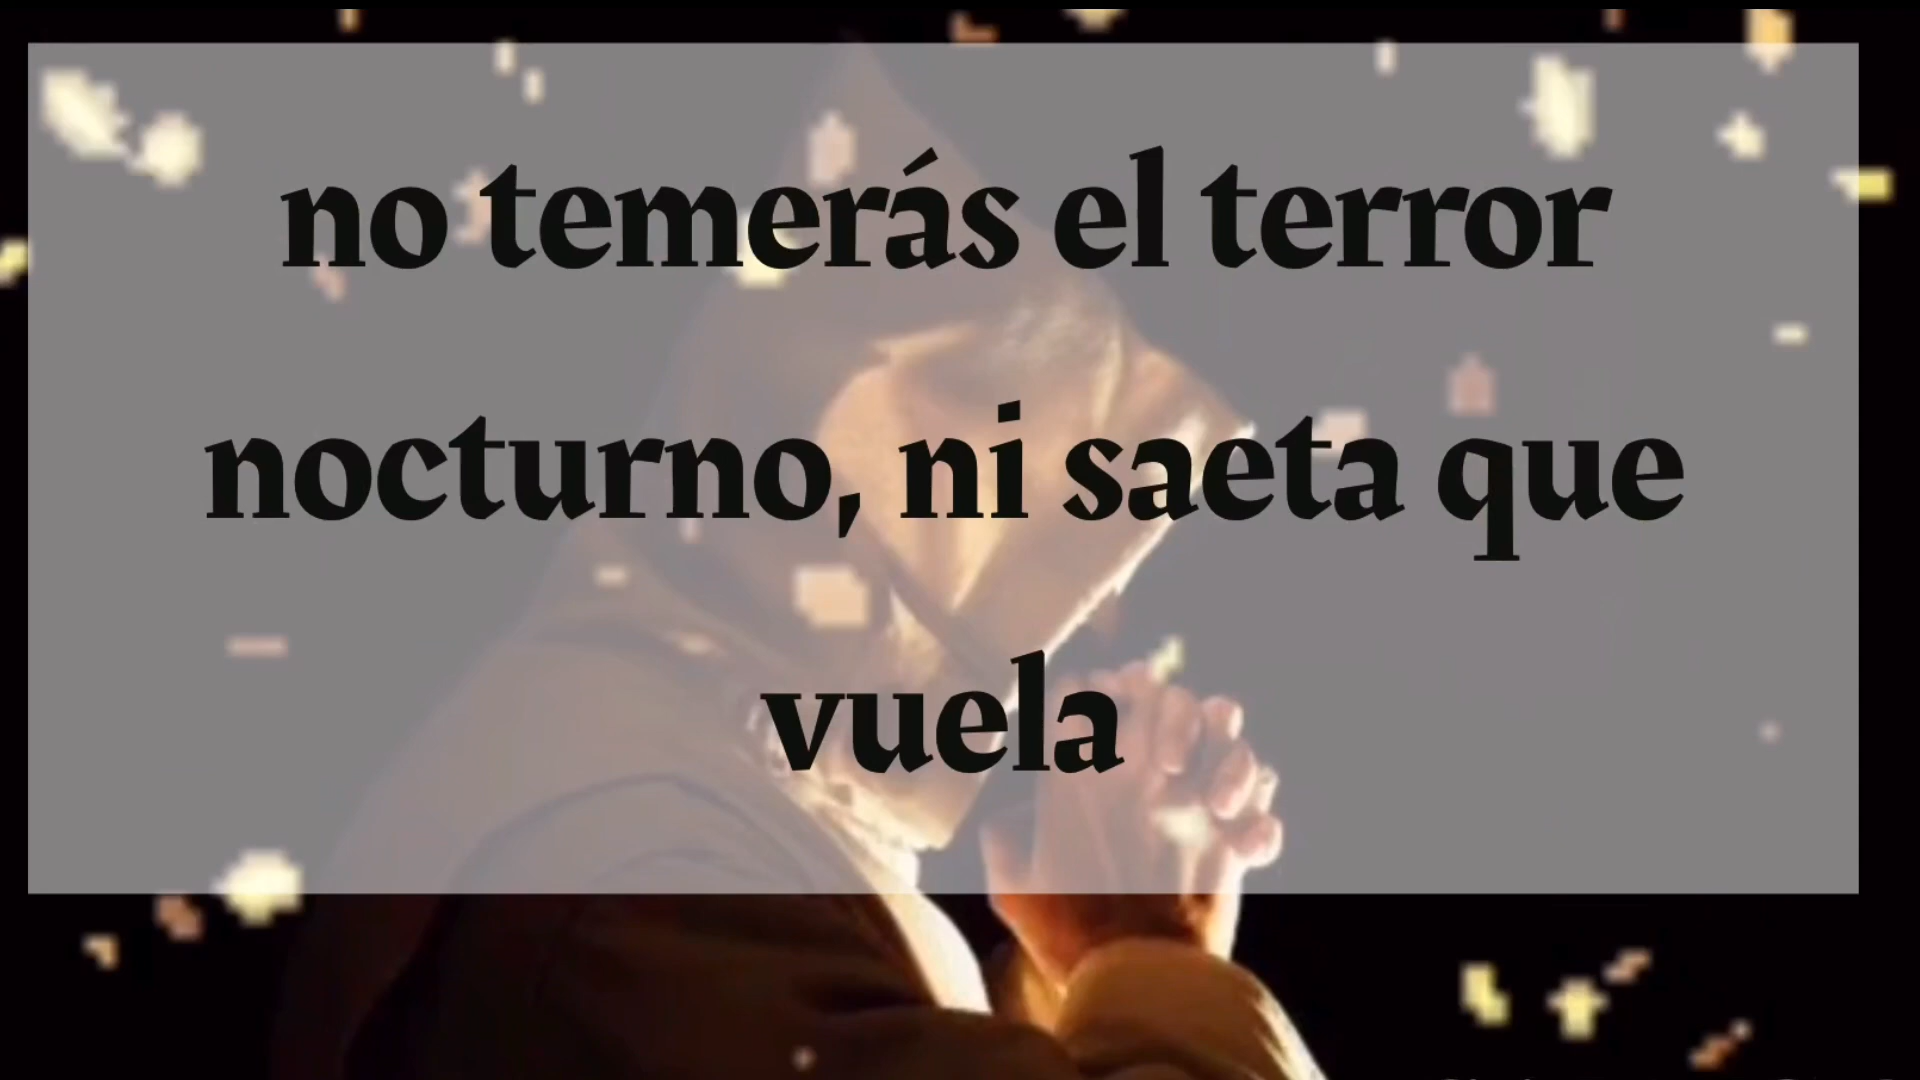 no temerás el terror
nocturno, ni saeta que
vuela